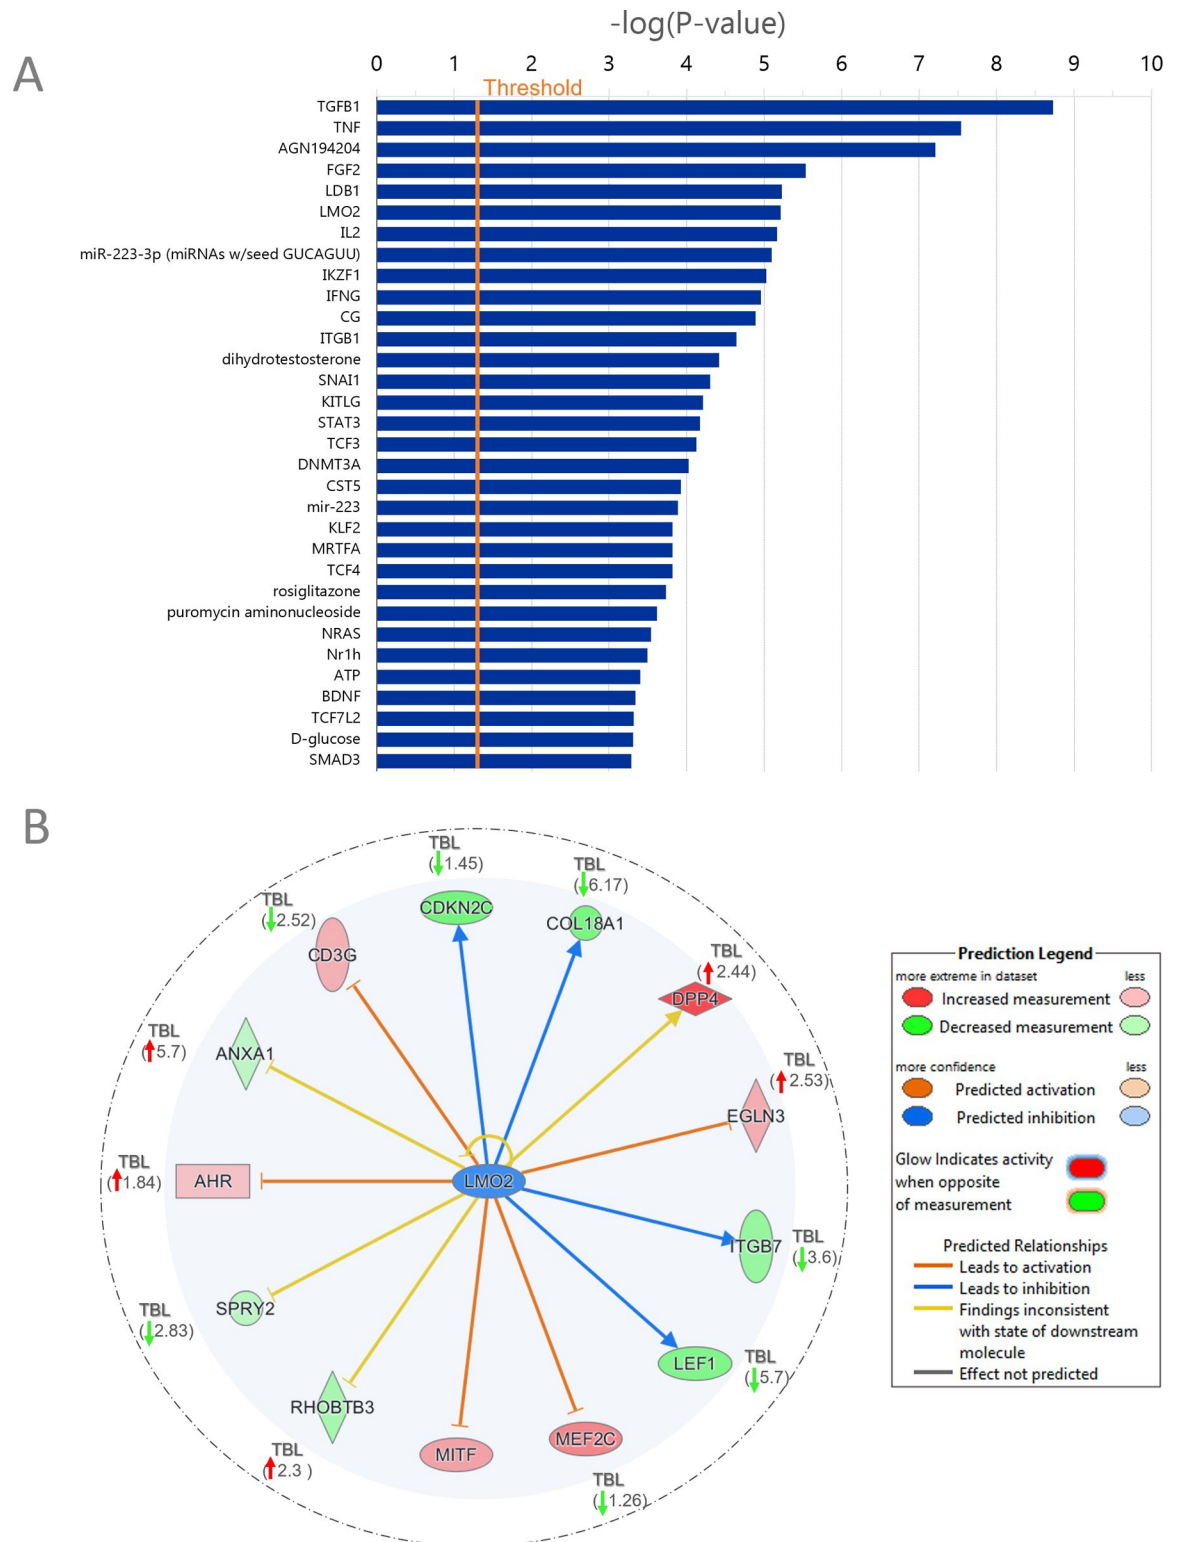 -log(P-value)
A
0 1 2 3 4 5 6 7 8 9 10
Threshold
TGFB1
TNF
AGN194204
FGF2
LDB1
LMO2
IL2
miR-223-3p (miRNAs w/seed GUCAGUU)
IKZF1
IFNG
CG
ITGB1
dihydrotestosterone
SNAI1
KITLG
STAT3
TCF3
DNMT3A
CST5
mir-223
KLF2
MRTFA
TCF4
rosiglitazone
puromycin aminonucleoside
NRAS
Nr1h
ATP
BDNF
TCF7L2
D-glucose
SMAD3
B
TBL
(↓1.45)
CDKN2C
TBL
(↓6.17)
COL18A1
TBL
(↓2.52)
CD3G
TBL
(↑2.44)
DPP4
TBL
(↑5.7)
ANXA1
TBL
(↑2.53)
EGLN3
TBL
(↑1.84)
AHR
LMO2
ITGB7
TBL
(↓3.6)
SPRY2
TBL
(↓2.83)
LEF1
TBL
(↓5.7)
RHOBTB3
TBL
(↑2.3 )
MITF
MEF2C
TBL
(↓1.26)
Prediction Legend
more extreme in dataset less
Increased measurement
Decreased measurement
more confidence less
Predicted activation
Predicted inhibition
Glow Indicates activity
when opposite
of measurement
Predicted Relationships
Leads to activation
Leads to inhibition
Findings inconsistent
with state of downstream
molecule
Effect not predicted